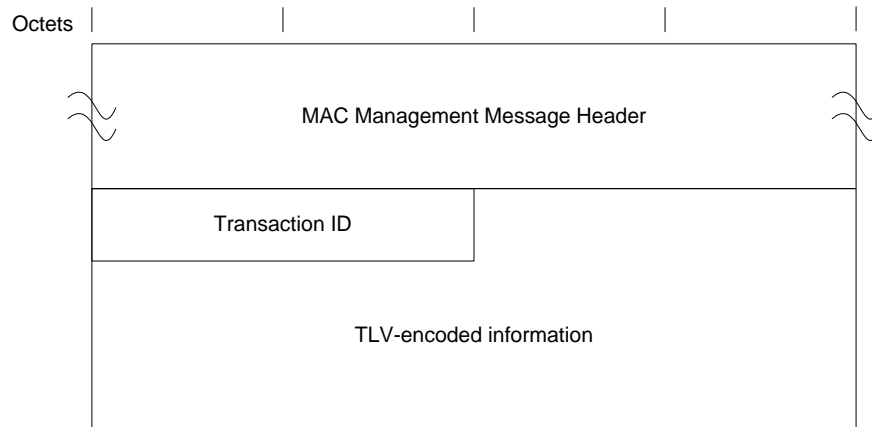 Octets
MAC Management Message Header
Transaction ID
TLV-encoded information